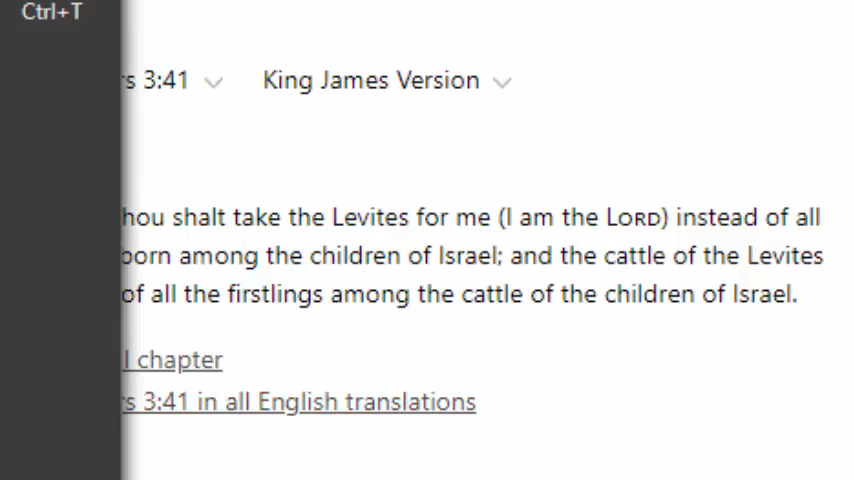 Ctrl+T
3:41 King James Version
shalt take the Levites for me (I am the LORD) instead of all
among the children of Israel; and the cattle of the Levites
of all the firstlings among the cattle of the children of Israel.
chapter
3:41 in all English translations